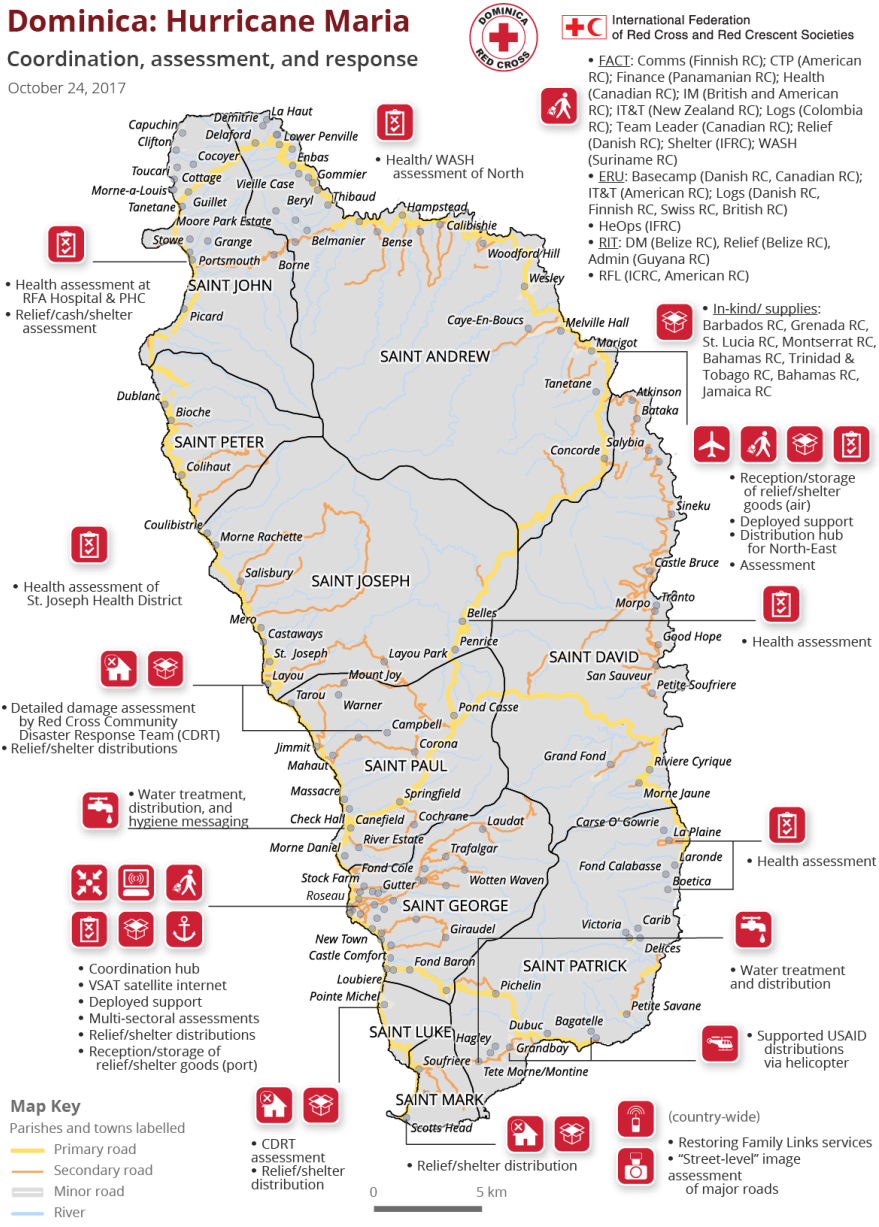 Dominica: Hurricane Maria
Coordination, assessment, and response
October 24, 2017
DOMINICA
RED CROSS
International Federation
of Red Cross and Red Crescent Societies
• FACT: Comms (Finnish RC); CTP (American
RC); Finance (Panamanian RC); Health
(Canadian RC); IM (British and American
RC); IT&T (New Zealand RC); Logs (Colombia
RC); Team Leader (Canadian RC); Relief
(Danish RC); Shelter (IFRC); WASH
(Suriname RC)
• ERU: Basecamp (Danish RC, Canadian RC);
IT&T (American RC); Logs (Danish RC,
Finnish RC, Swiss RC, British RC)
• HeOps (IFRC)
• RIT: DM (Belize RC), Relief (Belize RC),
Admin (Guyana RC)
• RFL (ICRC, American RC)
• Health/ WASH
assessment of North
• In-kind/ supplies:
Barbados RC, Grenada RC,
St. Lucia RC, Montserrat RC,
Bahamas RC, Trinidad &
Tobago RC, Bahamas RC,
Jamaica RC
• Health assessment at
RFA Hospital & PHC
• Relief/cash/shelter
assessment
• Reception/storage
of relief/shelter
goods (air)
• Deployed support
• Distribution hub
for North-East
• Assessment
• Health assessment of
St. Joseph Health District
• Health assessment
• Detailed damage assessment
by Red Cross Community
Disaster Response Team (CDRT)
• Relief/shelter distributions
• Water treatment,
distribution, and
hygiene messaging
• Health assessment
• Coordination hub
• VSAT satellite internet
• Deployed support
• Multi-sectoral assessments
• Relief/shelter distributions
• Reception/storage of
relief/shelter goods (port)
• Water treatment
and distribution
• Supported USAID
distributions
via helicopter
• CDRT
assessment
• Relief/shelter
distribution
• Relief/shelter distribution
(country-wide)
• Restoring Family Links services
• “Street-level” image
assessment
of major roads
La Haut
Demitrie
Capuchin
Delaford
Lower Penville
Clifton
Cocoyer
Enbas
Toucari
Gommier
Cottage
Vieille Case
Morne-a-Louis
Thibaud
Guillet
Beryl
Tanetane
Hampstead
Moore Park Estate
Calibishie
Stowe
Grange
Belmanier
Bense
Portsmouth
Borne
Woodford Hill
SAINT JOHN
Wesley
Picard
Caye-En-Boucs
Melville Hall
Marigot
SAINT ANDREW
Tanetane
Dublanc
Atkinson
Bioche
Bataka
SAINT PETER
Salybia
Concorde
Colihaut
Sineku
Coulibistrie
Morne Rachette
Castle Bruce
Salisbury
SAINT JOSEPH
Tranto
Morpo
Mero
Belles
Castaways
Good Hope
Penrice
St. Joseph
Layou Park
SAINT DAVID
Layou
Mount Joy
San Sauveur
Petite Soufriere
Tarou
Warner
Pond Casse
Campbell
Jimmit
Corona
Grand Fond
Riviere Cyrique
Mahaut
SAINT PAUL
Massacre
Springfield
Morne Jaune
Check Hall
Canefield
Cochrane
Laudat
Carse O' Gowrie
La Plaine
Morne Daniel
River Estate
Trafalgar
Laronde
Fond Cole
Fond Calabasse
Stock Farm
Gutter
Wotten Waven
Boetica
Roseau
SAINT GEORGE
Carib
Victoria
Giraudel
New Town
Delices
Castle Comfort
Fond Baron
SAINT PATRICK
Loubiere
Pichelin
Pointe Michel
Petite Savane
Bagatelle
Dubuc
SAINT LUKE
Hagley
Grandbay
Soufriere
Tete Morne/Montine
SAINT MARK
Scotts Head
Map Key
Parishes and towns labelled
Primary road
Secondary road
Minor road
River
0
5 km